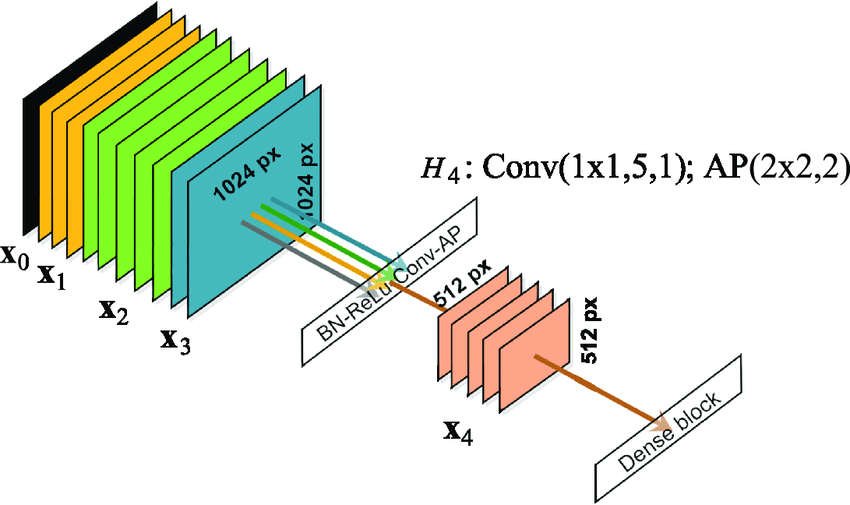 1024 px
1024 px
H₄: Conv(1x1,5,1); AP(2x2,2)
x₀
x₁
x₂
x₃
BN-ReLu-Conv-AP
512 px
512 px
x₄
Dense block